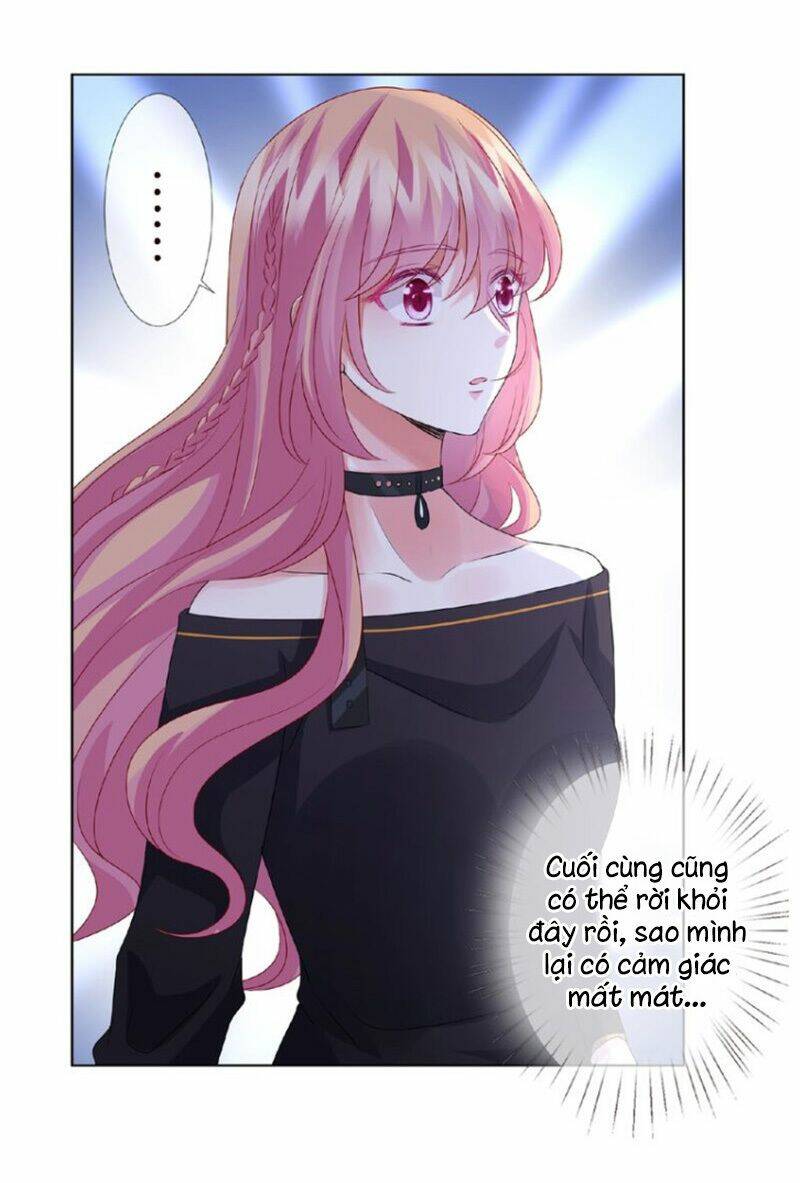 ......
Cuối cùng cũng
có thể rời khỏi
đây rồi, sao mình
lại có cảm giác
mất mát...